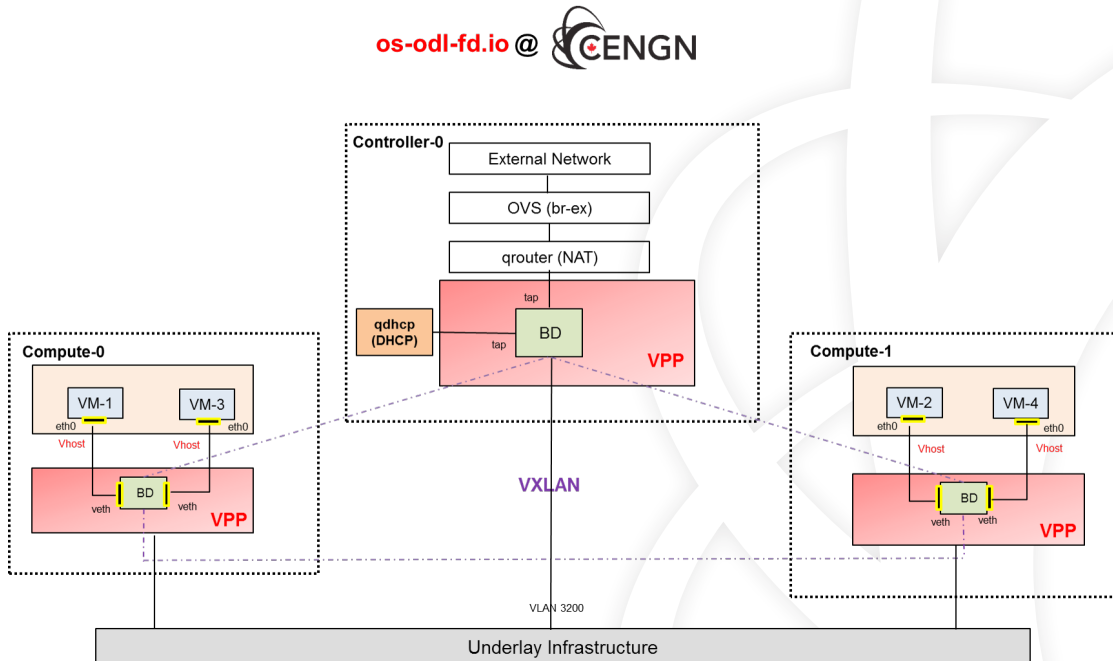 os-odl-fd.io @ CENGN
Controller-0
External Network
OVS (br-ex)
qrouter (NAT)
tap
qdhcp
(DHCP)
tap
BD
VPP
Compute-0
VM-1
VM-3
eth0
eth0
Vhost
Vhost
BD
veth
veth
VPP
Compute-1
VM-2
VM-4
eth0
eth0
Vhost
Vhost
BD
veth
veth
VPP
VXLAN
VLAN 3200
Underlay Infrastructure